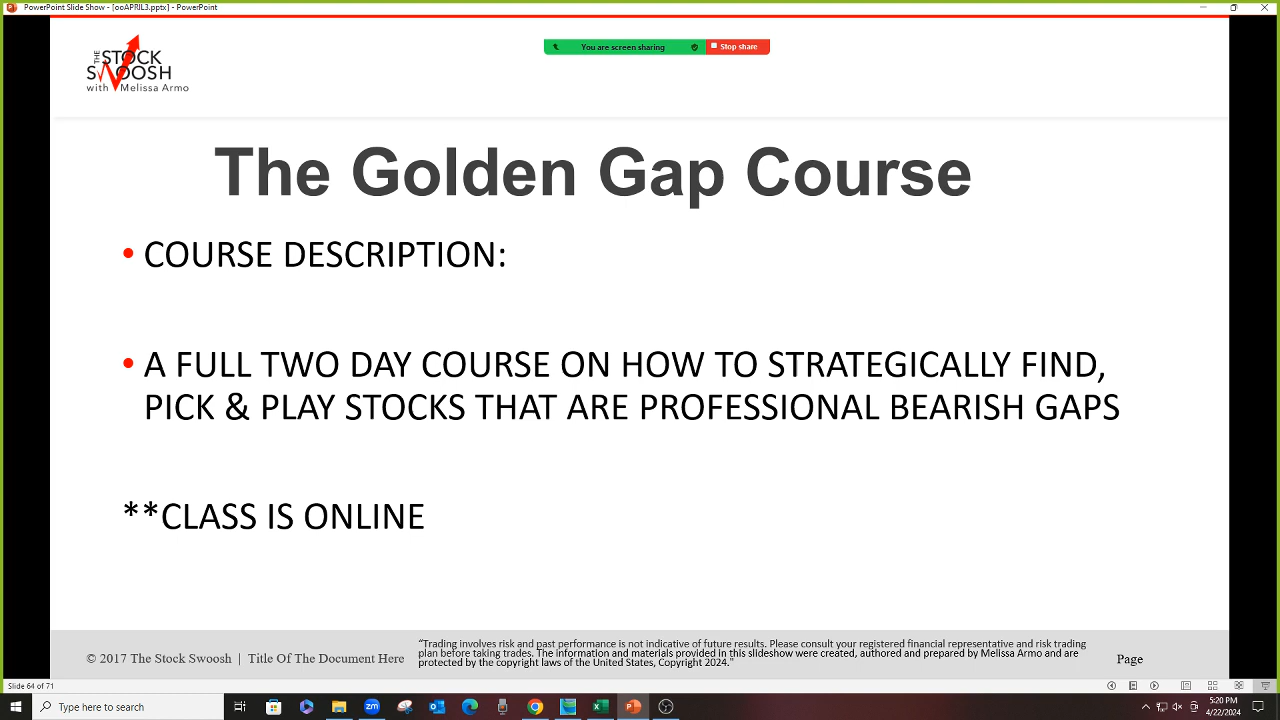 PowerPoint Slide Show - [ooAPRIL3.pptx] - PowerPoint
You are screen sharing
Stop share
THE
STOCK
SWOOSH
with Melissa Armo
The Golden Gap Course
• COURSE DESCRIPTION:
• A FULL TWO DAY COURSE ON HOW TO STRATEGICALLY FIND,
PICK & PLAY STOCKS THAT ARE PROFESSIONAL BEARISH GAPS
**CLASS IS ONLINE
© 2017 The Stock Swoosh | Title Of The Document Here
“Trading involves risk and past performance is not indicative of future results. Please consult your registered financial representative and risk trading
plan before taking trades. The information and materials provided in this slideshow were created, authored and prepared by Melissa Armo and are
protected by the copyright laws of the United States, Copyright 2024."
Page
Slide 64 of 71
Type here to search
5:20 PM
4/22/2024